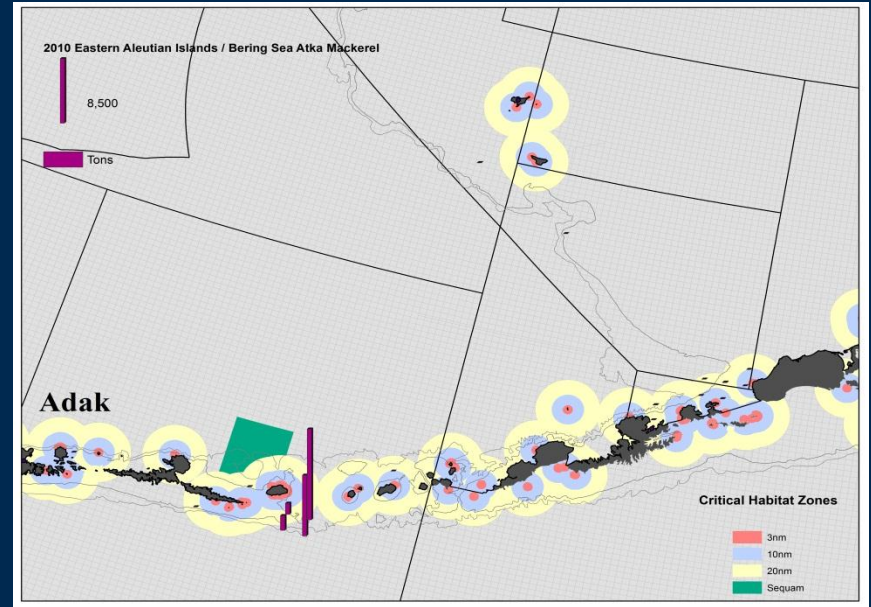 2010 Eastern Aleutian Islands / Bering Sea Atka Mackerel
8,500
Tons
Adak
Critical Habitat Zones
3nm
10nm
20nm
Sequam